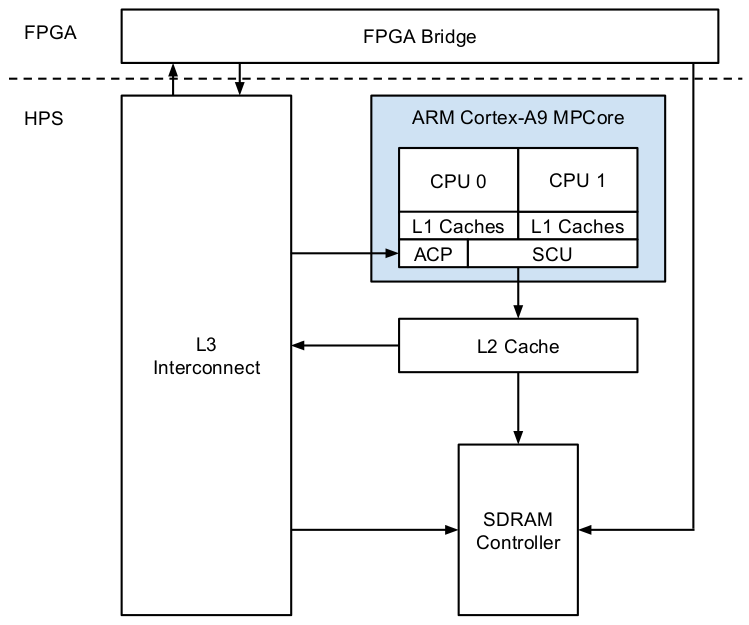 FPGA
FPGA Bridge
HPS
ARM Cortex-A9 MPCore
CPU 0
CPU 1
L1 Caches
L1 Caches
ACP
SCU
L3
Interconnect
L2 Cache
SDRAM
Controller